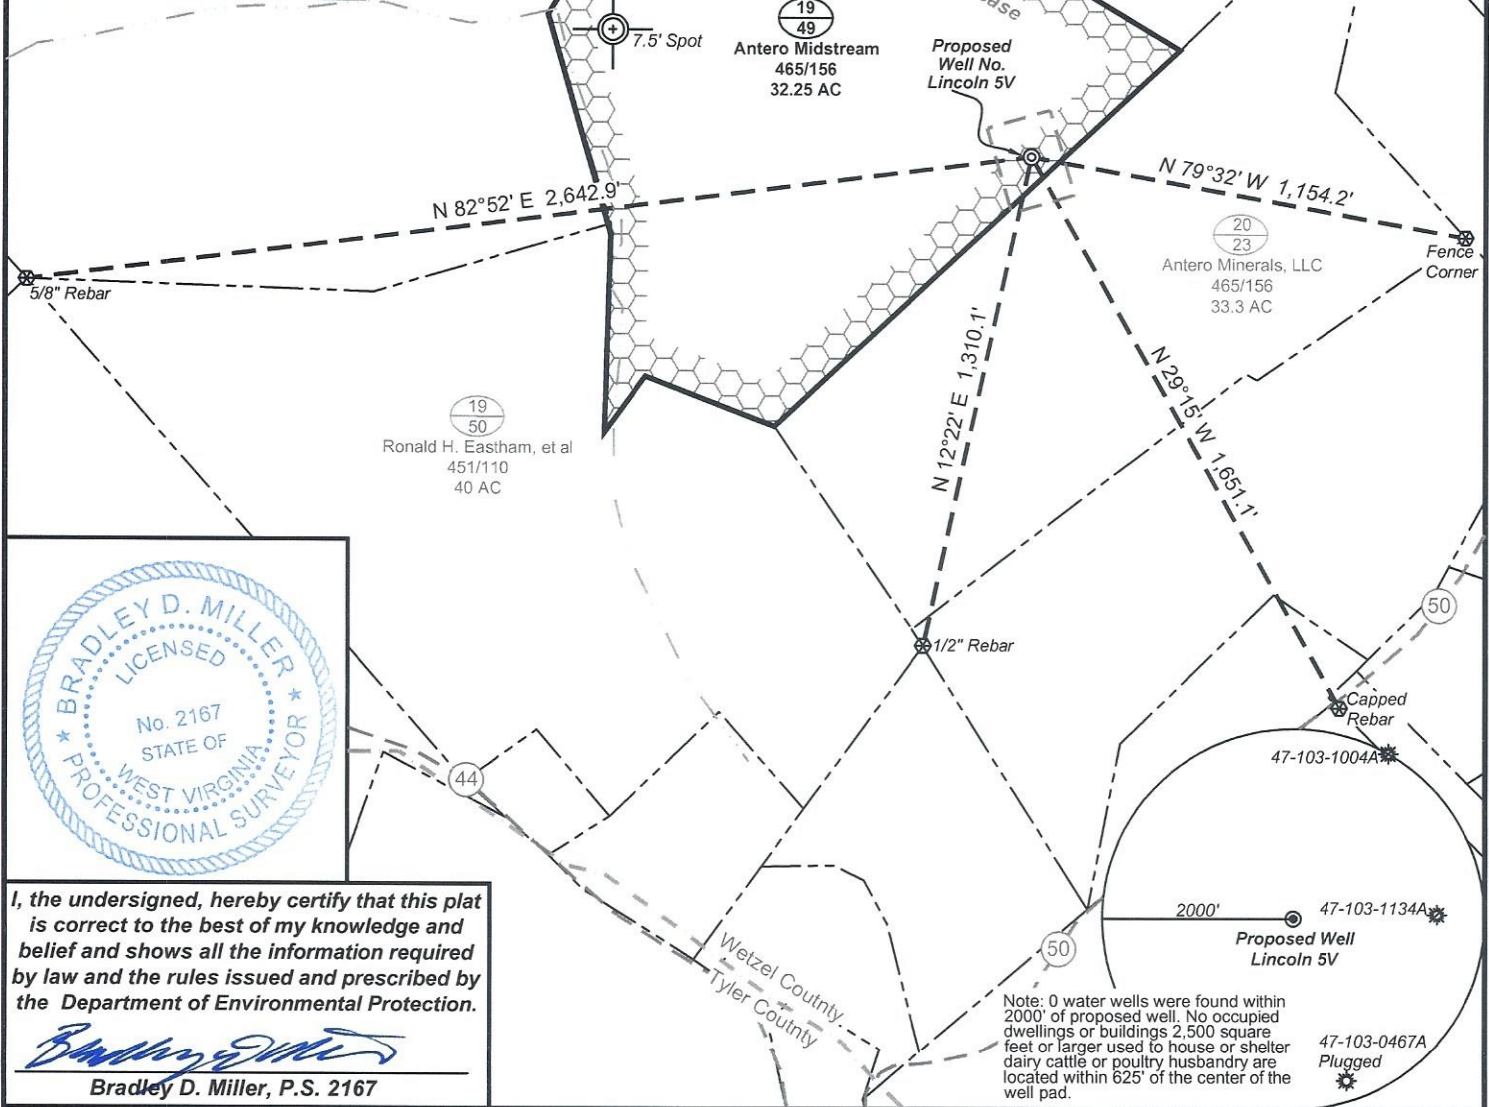 ease
19
49
Antero Midstream
465/156
32.25 AC
7.5' Spot
Proposed
Well No.
Lincoln 5V
N 82°52' E 2,642.9'
N 79°32' W 1,154.2'
20
23
Antero Minerals, LLC
465/156
33.3 AC
Fence
Corner
5/8" Rebar
N 12°22' E 1,310.1'
N 29°15' W 1,651.1'
19
50
Ronald H. Eastham, et al
451/110
40 AC
50
1/2" Rebar
Capped
Rebar
BRADLEY D. MILLER
LICENSED
No. 2167
STATE OF
WEST VIRGINIA
PROFESSIONAL SURVEYOR
44
47-103-1004A
2000'
47-103-1134A
Proposed Well
Lincoln 5V
50
Wetzel Coutnty
Tyler Coutnty
I, the undersigned, hereby certify that this plat
is correct to the best of my knowledge and
belief and shows all the information required
by law and the rules issued and prescribed by
the Department of Environmental Protection.
Bradley D. Miller, P.S. 2167
Note: 0 water wells were found within
2000' of proposed well. No occupied
dwellings or buildings 2,500 square
feet or larger used to house or shelter
dairy cattle or poultry husbandry are
located within 625' of the center of the
well pad.
47-103-0467A
Plugged